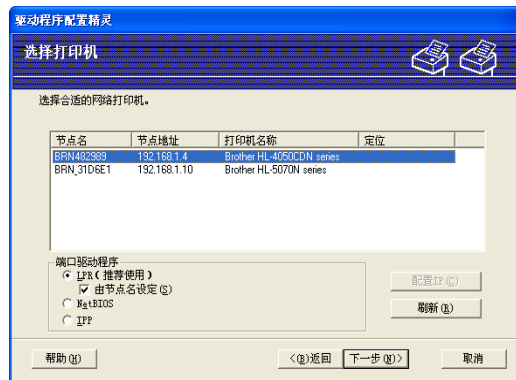 驱动程序配置精灵
选择打印机
选择合适的网络打印机。
节点名 节点地址 打印机名称 定位
BRN482989 192.168.1.4 Brother HL-4050CDN series
BRN_31D6E1 192.168.1.10 Brother HL-5070N series
端口驱动程序
LPR(推荐使用)
由节点名设定(S)
NetBIOS
IPP
配置IP(C)
刷新(R)
帮助(H) <(B)返回 下一步(N)> 取消